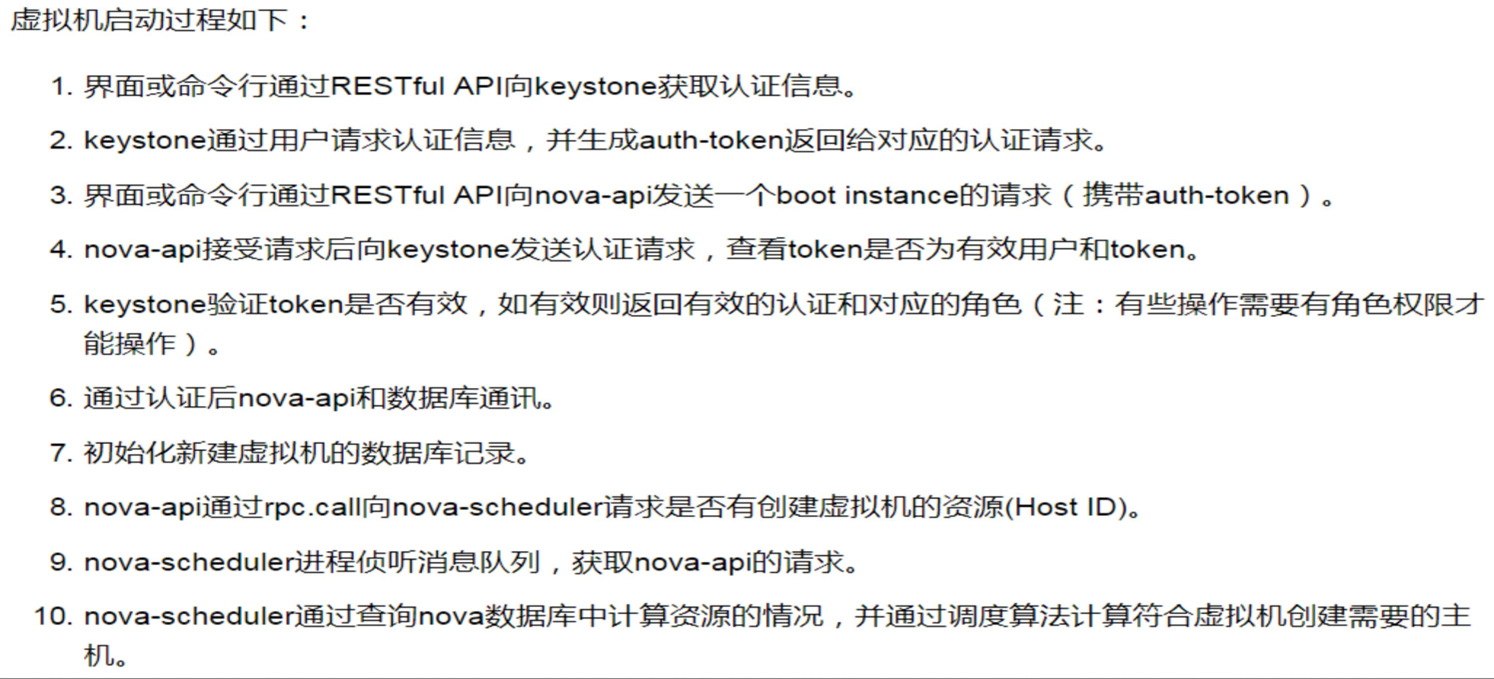 虚拟机启动过程如下：
1. 界面或命令行通过RESTful API向keystone获取认证信息。
2. keystone通过用户请求认证信息，并生成auth-token返回给对应的认证请求。
3. 界面或命令行通过RESTful API向nova-api发送一个boot instance的请求（携带auth-token）。
4. nova-api接受请求后向keystone发送认证请求，查看token是否为有效用户和token。
5. keystone验证token是否有效，如有效则返回有效的认证和对应的角色（注：有些操作需要有角色权限才
能操作）。
6. 通过认证后nova-api和数据库通讯。
7. 初始化新建虚拟机的数据库记录。
8. nova-api通过rpc.call向nova-scheduler请求是否有创建虚拟机的资源(Host ID)。
9. nova-scheduler进程侦听消息队列，获取nova-api的请求。
10. nova-scheduler通过查询nova数据库中计算资源的情况，并通过调度算法计算符合虚拟机创建需要的主
机。